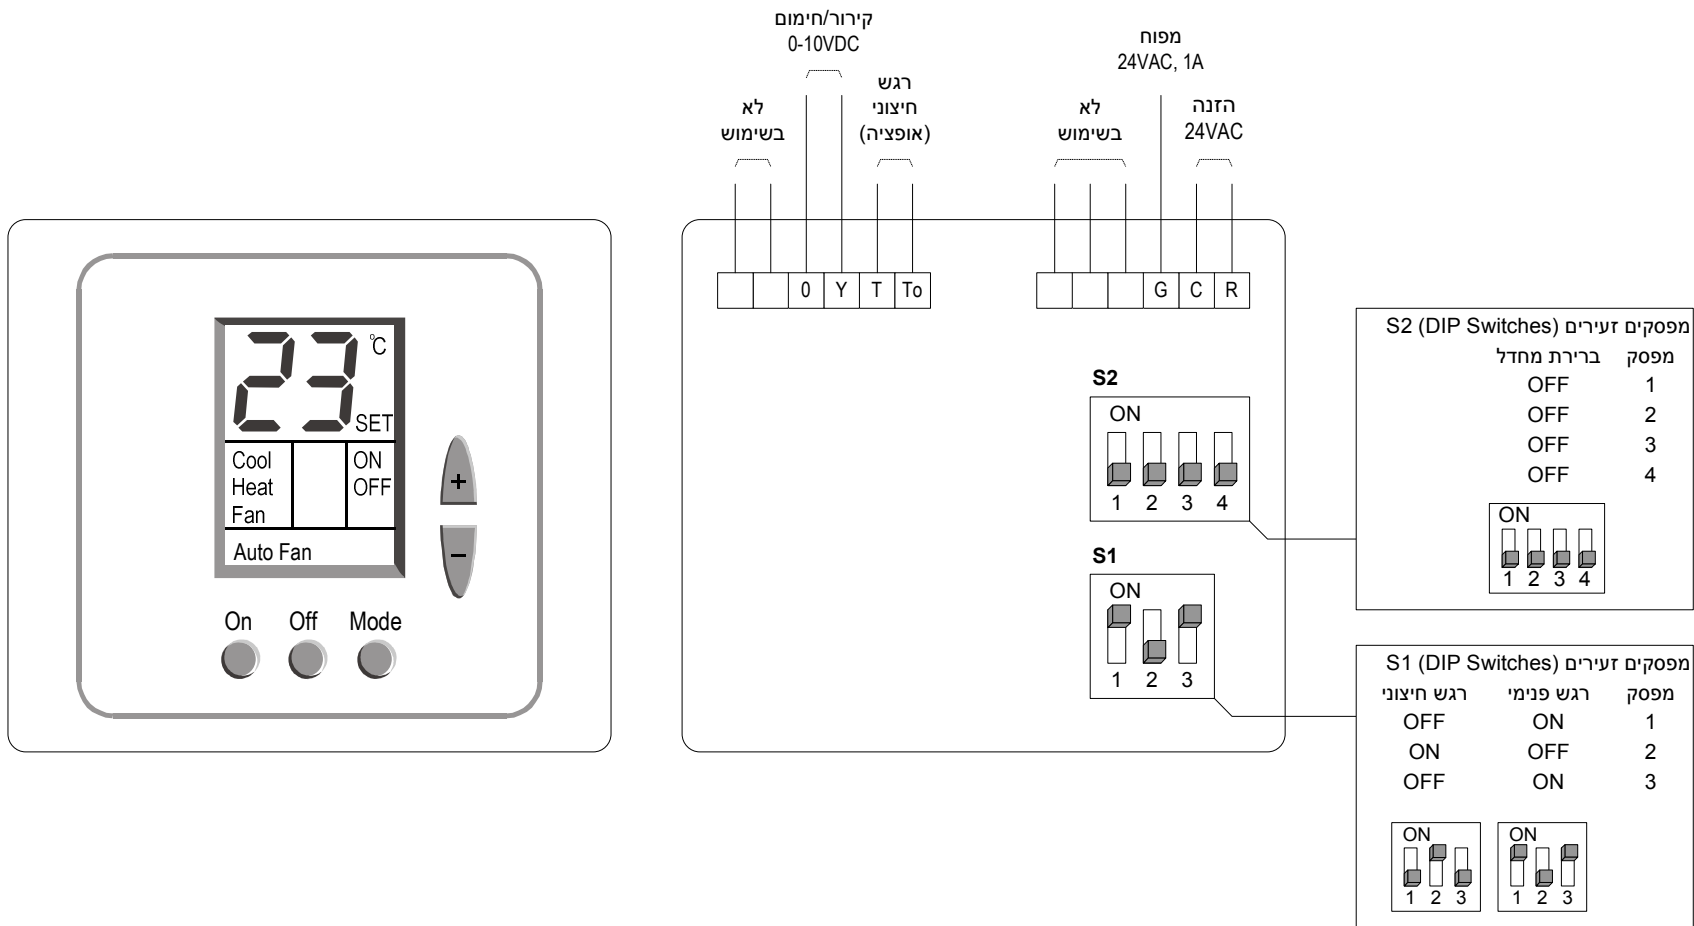 קירור/חימום
0-10VDC
לא
בשימוש
רגש
חיצוני
(אופציה)
מפוח
24VAC, 1A
לא
בשימוש
הזנה
24VAC
0 Y T To
G C R
23 °C
SET
Cool
Heat
Fan
ON
OFF
Auto Fan
+
−
On Off Mode
S2
ON
1 2 3 4
S1
ON
1 2 3
מפסקים זעירים S2 (DIP Switches)
מפסק ברירת מחדל
1 OFF
2 OFF
3 OFF
4 OFF
ON
1 2 3 4
מפסקים זעירים S1 (DIP Switches)
מפסק רגש פנימי רגש חיצוני
1 ON OFF
2 OFF ON
3 ON OFF
ON
1 2 3
ON
1 2 3